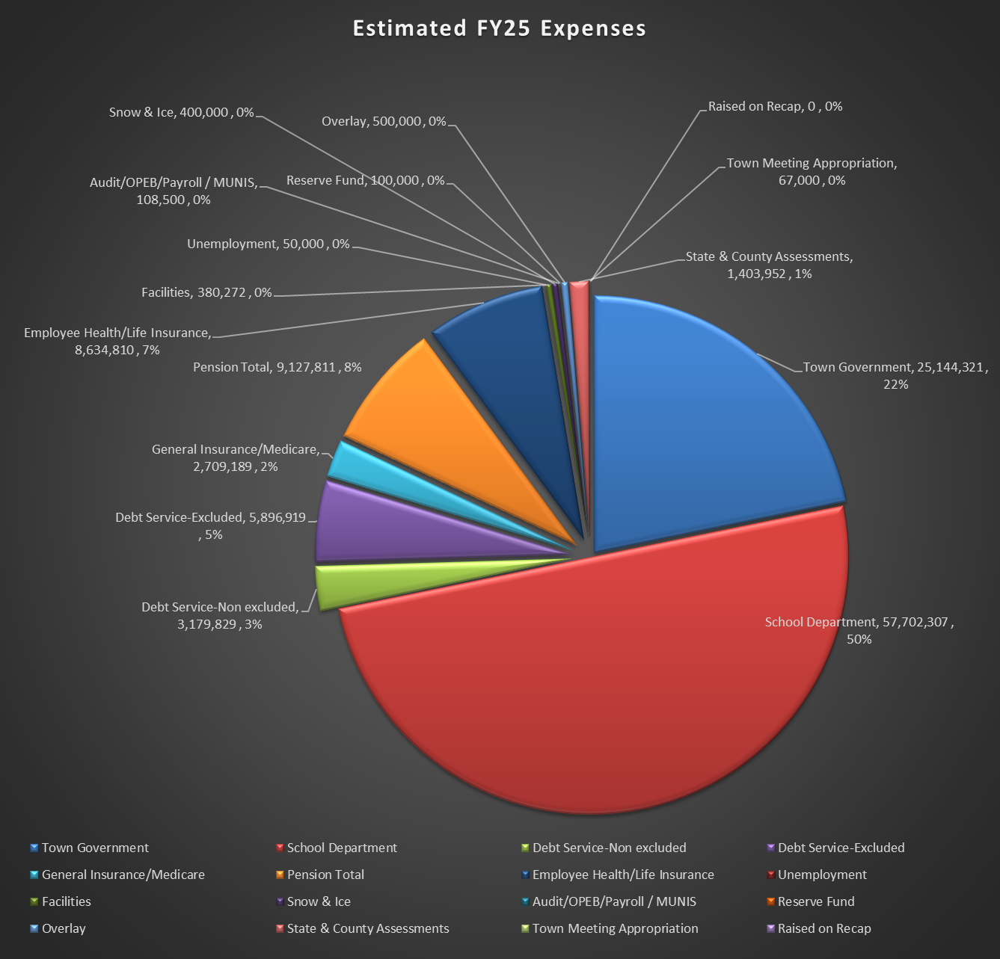 Estimated FY25 Expenses
Snow & Ice, 400,000 , 0%
Overlay, 500,000 , 0%
Raised on Recap, 0 , 0%
Town Meeting Appropriation,
67,000 , 0%
Audit/OPEB/Payroll / MUNIS,
108,500 , 0%
Reserve Fund, 100,000 , 0%
Unemployment, 50,000 , 0%
State & County Assessments,
1,403,952 , 1%
Facilities, 380,272 , 0%
Employee Health/Life Insurance,
8,634,810 , 7%
Pension Total, 9,127,811 , 8%
Town Government, 25,144,321 ,
22%
General Insurance/Medicare,
2,709,189 , 2%
Debt Service-Excluded, 5,896,919
, 5%
Debt Service-Non excluded,
3,179,829 , 3%
School Department, 57,702,307 ,
50%
Town Government
School Department
Debt Service-Non excluded
Debt Service-Excluded
General Insurance/Medicare
Pension Total
Employee Health/Life Insurance
Unemployment
Facilities
Snow & Ice
Audit/OPEB/Payroll / MUNIS
Reserve Fund
Overlay
State & County Assessments
Town Meeting Appropriation
Raised on Recap